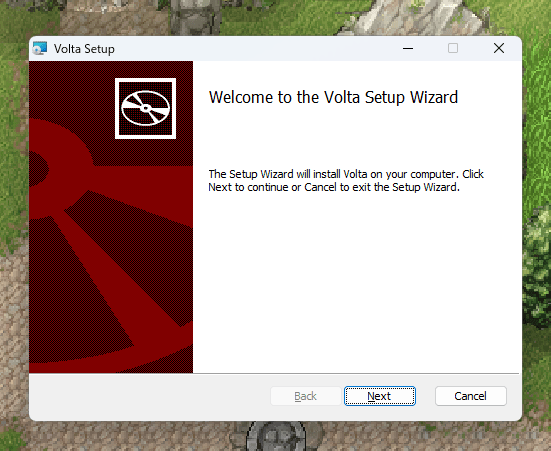 Volta Setup
Welcome to the Volta Setup Wizard
The Setup Wizard will install Volta on your computer. Click
Next to continue or Cancel to exit the Setup Wizard.
Back
Next
Cancel